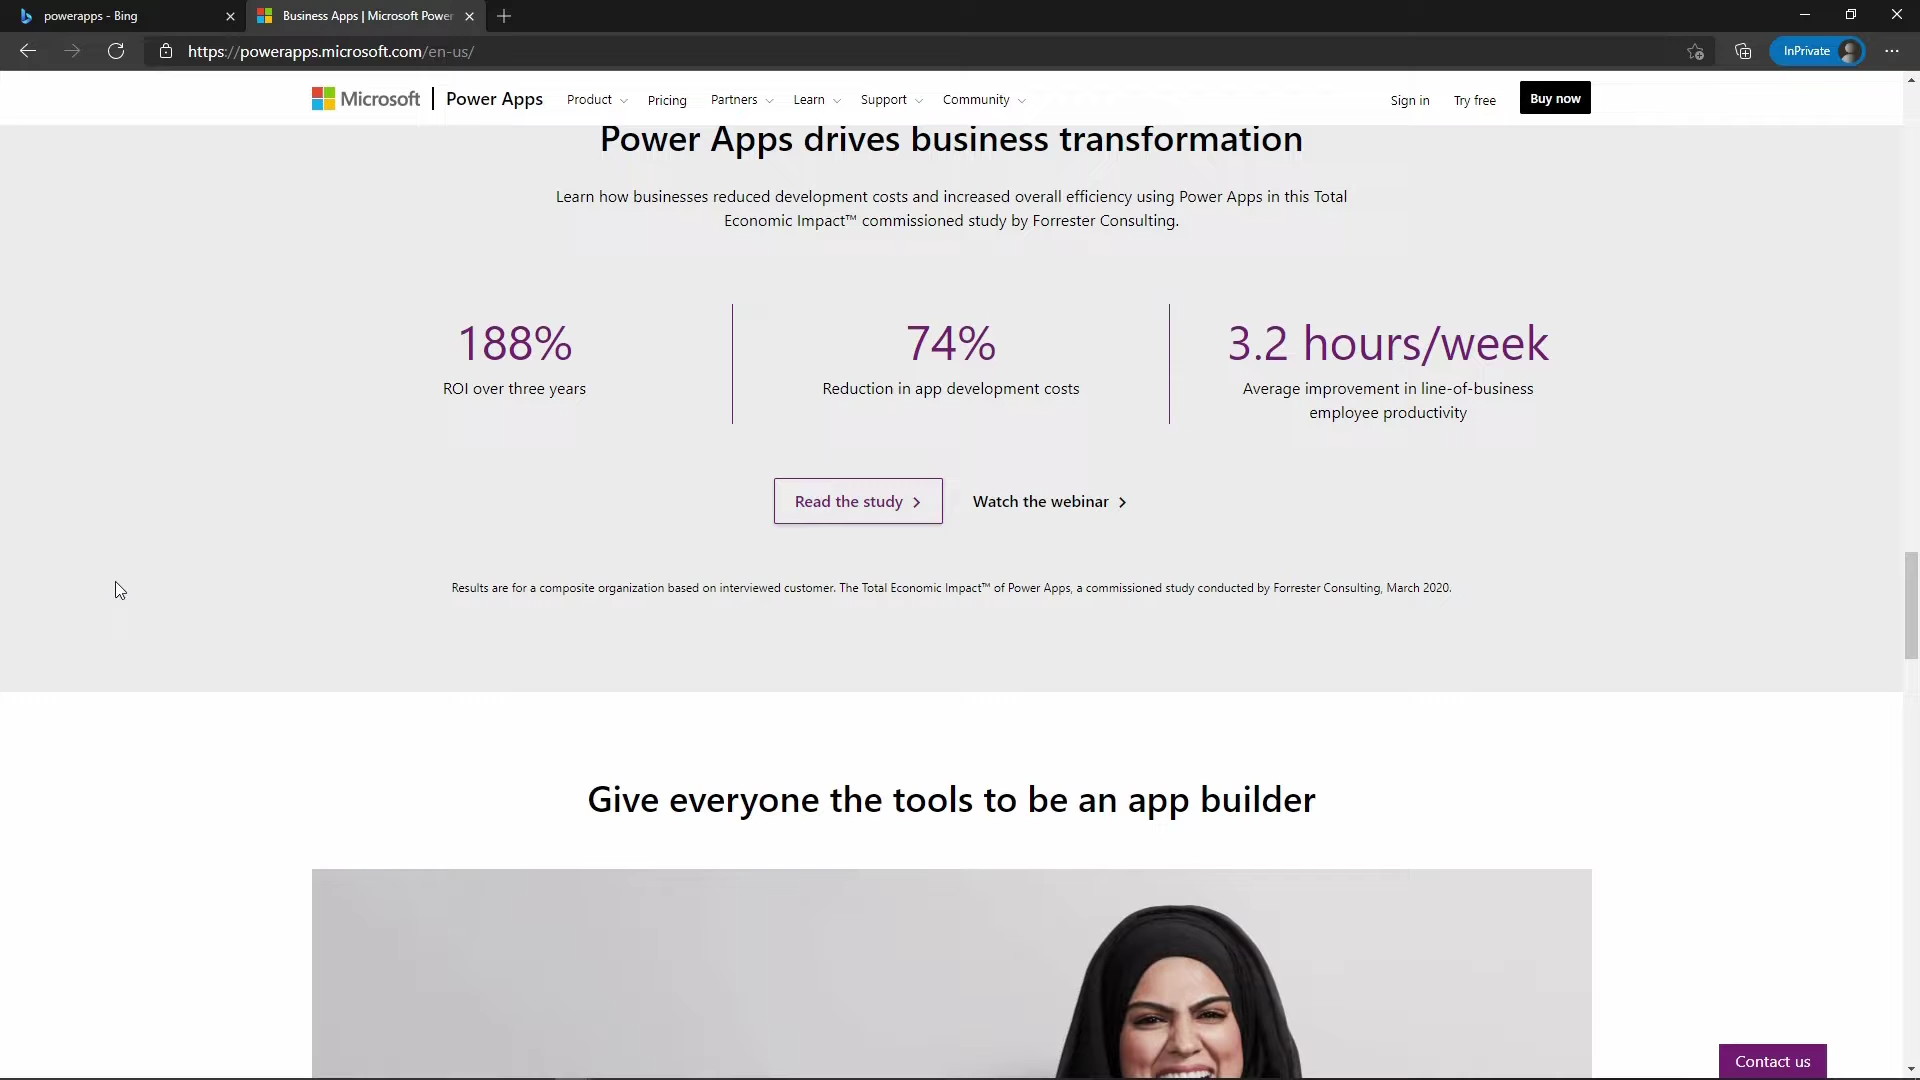 powerapps - Bing
Business Apps | Microsoft Power
https://powerapps.microsoft.com/en-us/
InPrivate
Microsoft
Power Apps
Product
Pricing
Partners
Learn
Support
Community
Sign in
Try free
Buy now
Power Apps drives business transformation
Learn how businesses reduced development costs and increased overall efficiency using Power Apps in this Total
Economic Impact™ commissioned study by Forrester Consulting.
188%
ROI over three years
74%
Reduction in app development costs
3.2 hours/week
Average improvement in line-of-business
employee productivity
Read the study
Watch the webinar
Results are for a composite organization based on interviewed customer. The Total Economic Impact™ of Power Apps, a commissioned study conducted by Forrester Consulting, March 2020.
Give everyone the tools to be an app builder
Contact us